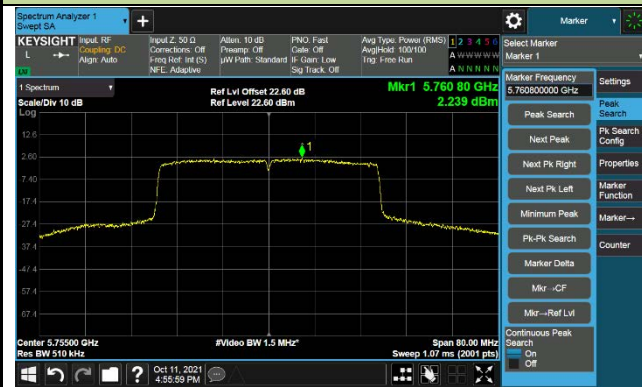 Spectrum Analyzer 1
Swept SA
Marker
KEYSIGHT
L
Input: RF
Coupling: DC
Align: Auto
Input Z: 50 Ω
Corrections: Off
Freq Ref: Int (S)
NFE: Adaptive
Atten: 10 dB
Preamp: Off
µW Path: Standard
PNO: Fast
Gate: Off
IF Gain: Low
Sig Track: Off
Avg Type: Power (RMS)
Avg|Hold: 100/100
Trig: Free Run
1 2 3 4 5 6
A W W W W W
A N N N N N
Select Marker
Marker 1
1 Spectrum
Scale/Div 10 dB
Ref Lvl Offset 22.60 dB
Ref Level 22.60 dBm
Mkr1 5.760 80 GHz
2.239 dBm
Log
12.6
2.60
-7.40
-17.4
-27.4
-37.4
-47.4
-57.4
-67.4
1
Center 5.75500 GHz
Res BW 510 kHz
#Video BW 1.5 MHz*
Span 80.00 MHz
Sweep 1.07 ms (2001 pts)
Marker Frequency
5.760800000 GHz
Peak Search
Next Peak
Next Pk Right
Next Pk Left
Minimum Peak
Pk-Pk Search
Marker Delta
Mkr→CF
Mkr→Ref Lvl
Continuous Peak
Search
On
Off
Settings
Peak
Search
Pk Search
Config
Properties
Marker
Function
Marker→
Counter
Oct 11, 2021
4:55:59 PM